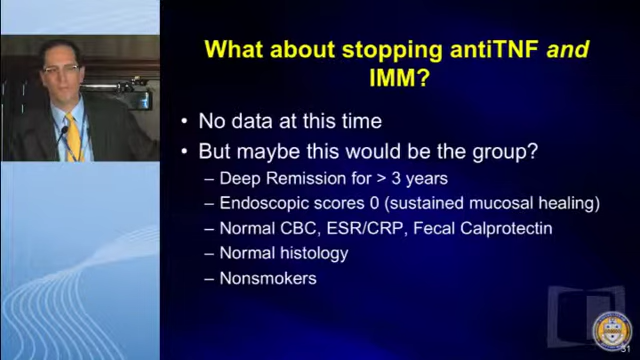 What about stopping antiTNF and
IMM?
• No data at this time
• But maybe this would be the group?
– Deep Remission for > 3 years
– Endoscopic scores 0 (sustained mucosal healing)
– Normal CBC, ESR/CRP, Fecal Calprotectin
– Normal histology
– Nonsmokers
31